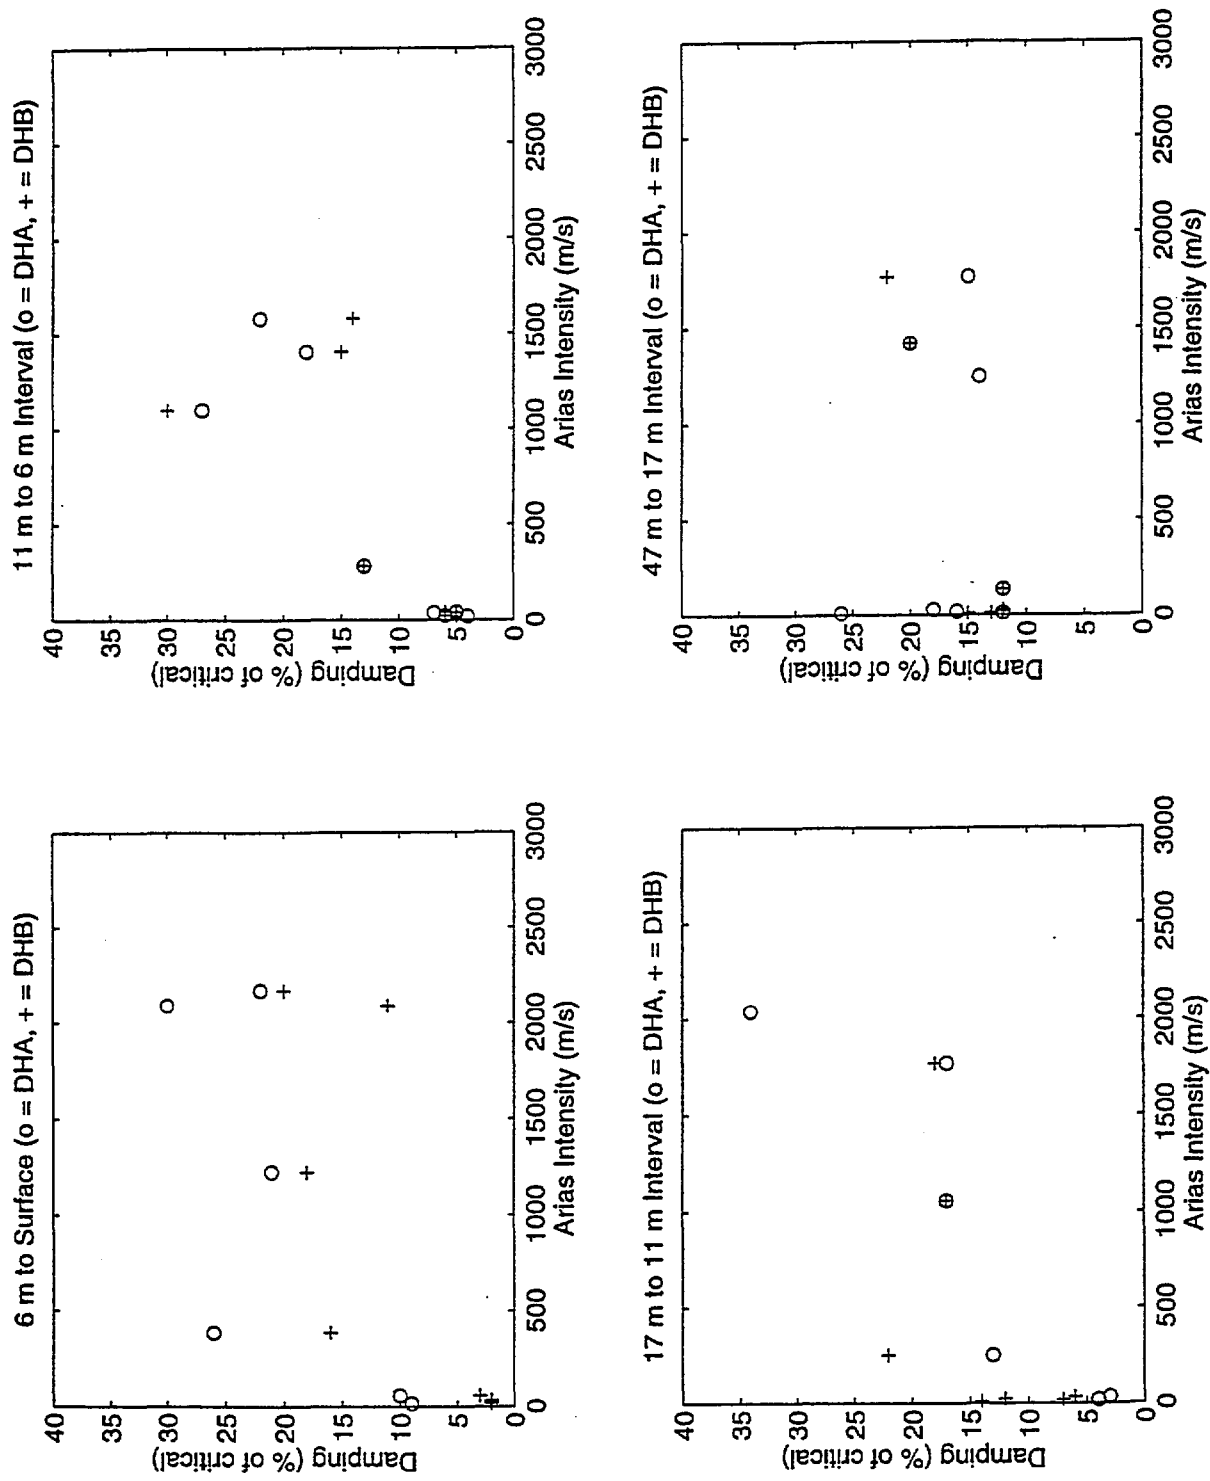 6 m to Surface (o = DHA, + = DHB)
Damping (% of critical)
40
35
30
25
20
15
10
5
0
0 500 1000 1500 2000 2500 3000
Arias Intensity (m/s)
11 m to 6 m Interval (o = DHA, + = DHB)
Damping (% of critical)
40
35
30
25
20
15
10
5
0
0 500 1000 1500 2000 2500 3000
Arias Intensity (m/s)
17 m to 11 m Interval (o = DHA, + = DHB)
Damping (% of critical)
40
35
30
25
20
15
10
5
0
0 500 1000 1500 2000 2500 3000
Arias Intensity (m/s)
47 m to 17 m Interval (o = DHA, + = DHB)
Damping (% of critical)
40
35
30
25
20
15
10
5
0
0 500 1000 1500 2000 2500 3000
Arias Intensity (m/s)